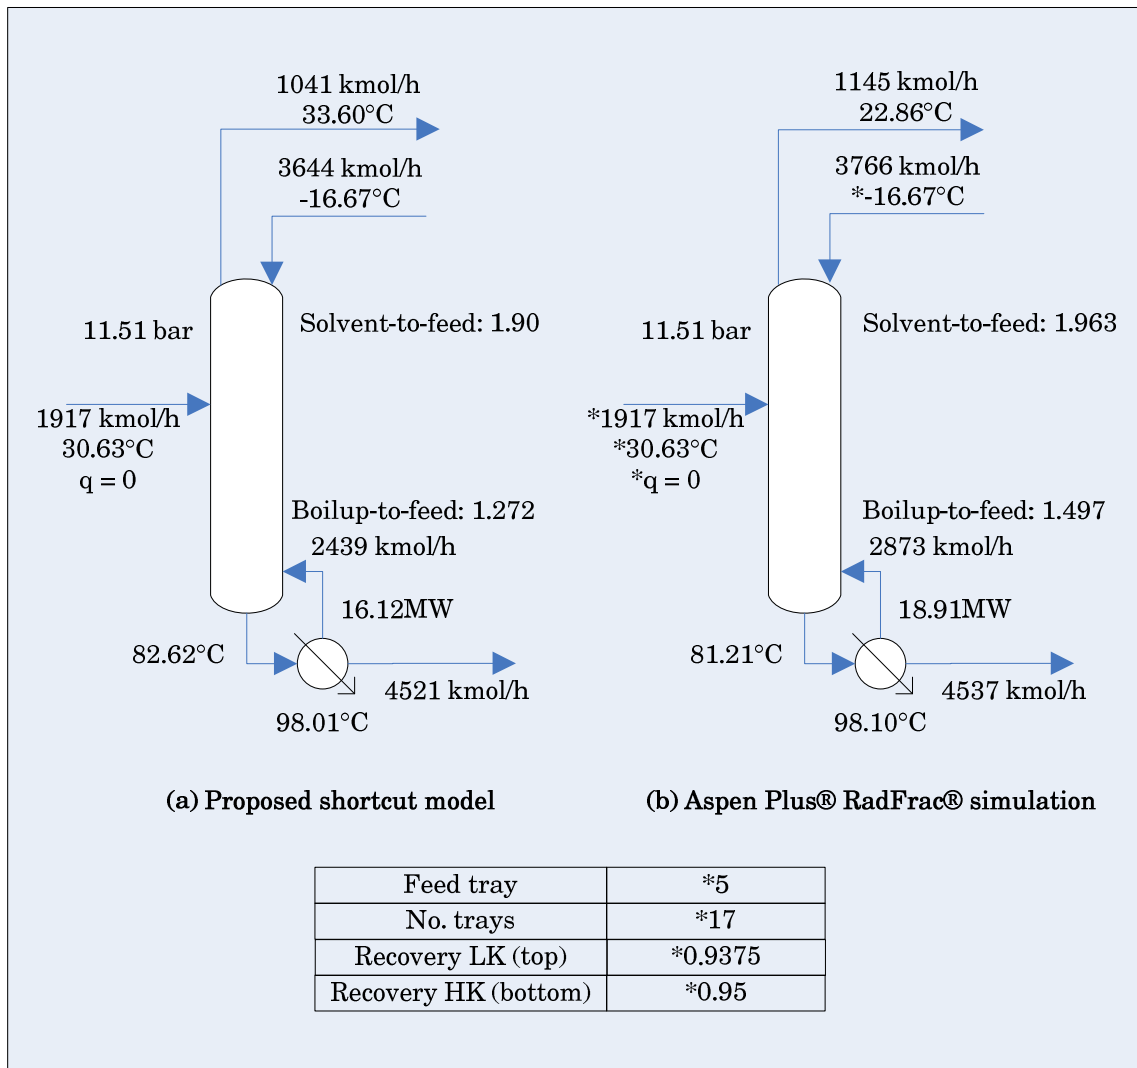 1041 kmol/h
33.60°C
3644 kmol/h
-16.67°C
11.51 bar
Solvent-to-feed: 1.90
1917 kmol/h
30.63°C
q = 0
Boilup-to-feed: 1.272
2439 kmol/h
16.12MW
82.62°C
4521 kmol/h
98.01°C
(a) Proposed shortcut model
1145 kmol/h
22.86°C
3766 kmol/h
*-16.67°C
11.51 bar
Solvent-to-feed: 1.963
*1917 kmol/h
*30.63°C
*q = 0
Boilup-to-feed: 1.497
2873 kmol/h
18.91MW
81.21°C
4537 kmol/h
98.10°C
(b) Aspen Plus® RadFrac® simulation
Feed tray *5
No. trays *17
Recovery LK (top) *0.9375
Recovery HK (bottom) *0.95